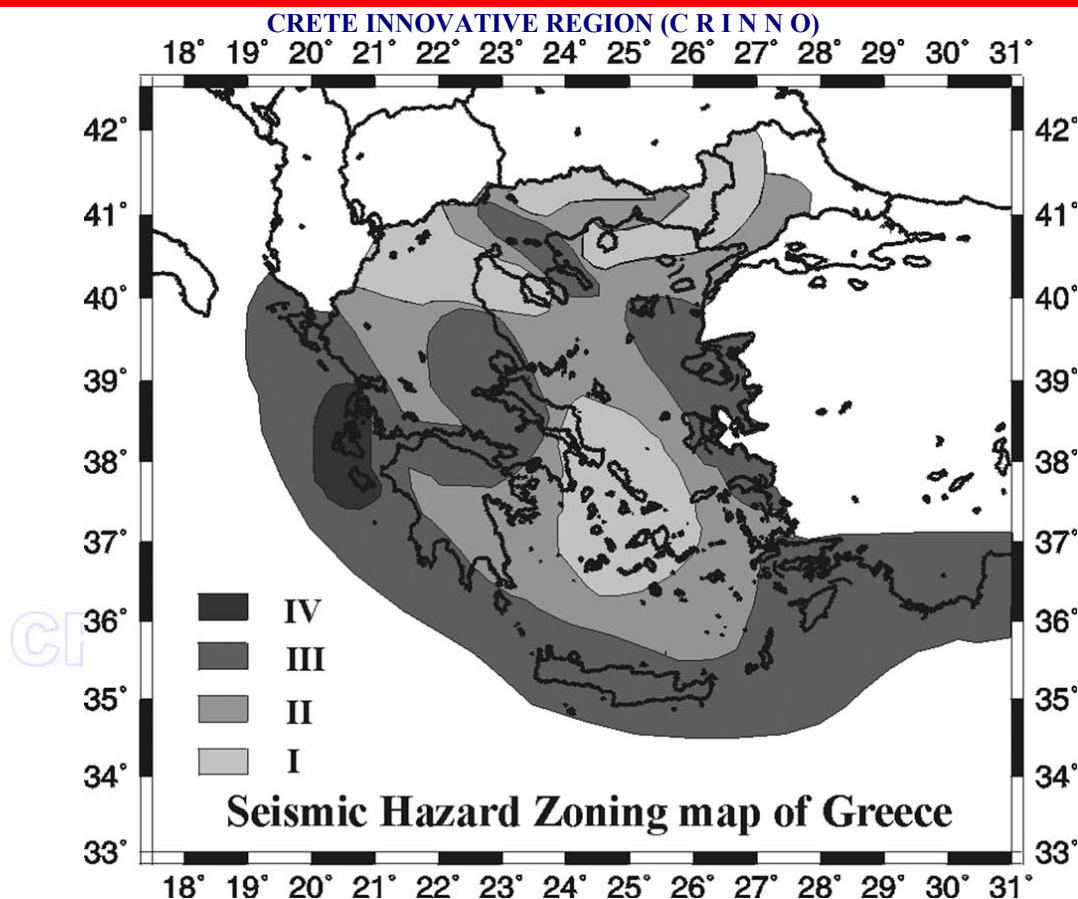 CRETE INNOVATIVE REGION (C R I N N O)
18° 19° 20° 21° 22° 23° 24° 25° 26° 27° 28° 29° 30° 31°
42° 42°
41° 41°
40° 40°
39° 39°
38° 38°
37° 37°
36° 36°
IV
III
35° 35°
II
I
34° 34°
Seismic Hazard Zoning map of Greece
33° 33°
18° 19° 20° 21° 22° 23° 24° 25° 26° 27° 28° 29° 30° 31°